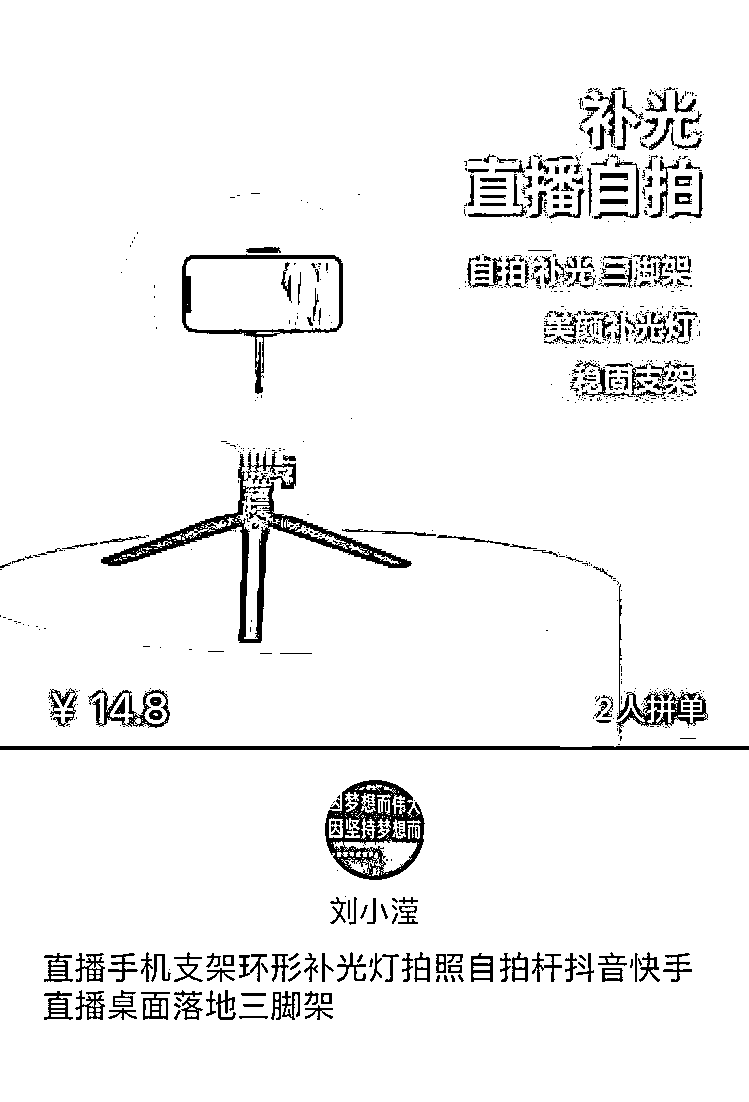 补光
直播自拍
自拍补光 三脚架
美颜补光灯
稳固支架
¥ 14.8
2人拼单
因梦想而伟大
因坚持梦想而
刘小滢
直播手机支架环形补光灯拍照自拍杆抖音快手
直播桌面落地三脚架